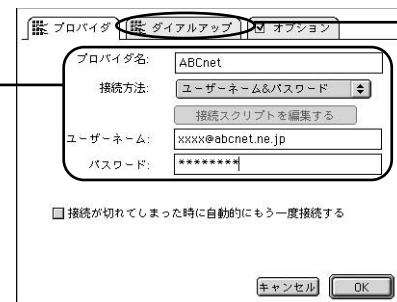 プロバイダ ダイアルアップ オプション
プロバイダ名: ABCnet
接続方法: ユーザーネーム&パスワード
接続スクリプトを編集する
ユーザーネーム: xxxx@abcnet.ne.jp
パスワード: ********
接続が切れてしまった時に自動的にもう一度接続する
キャンセル OK